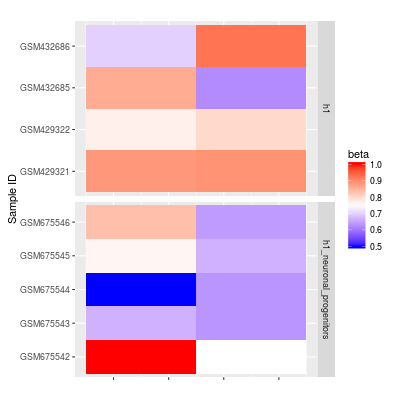 Sample ID
GSM432686
GSM432685
GSM429322
GSM429321
h1
GSM675546
GSM675545
GSM675544
GSM675543
GSM675542
h1_neuronal_progenitors
beta
1.0
0.9
0.8
0.7
0.6
0.5